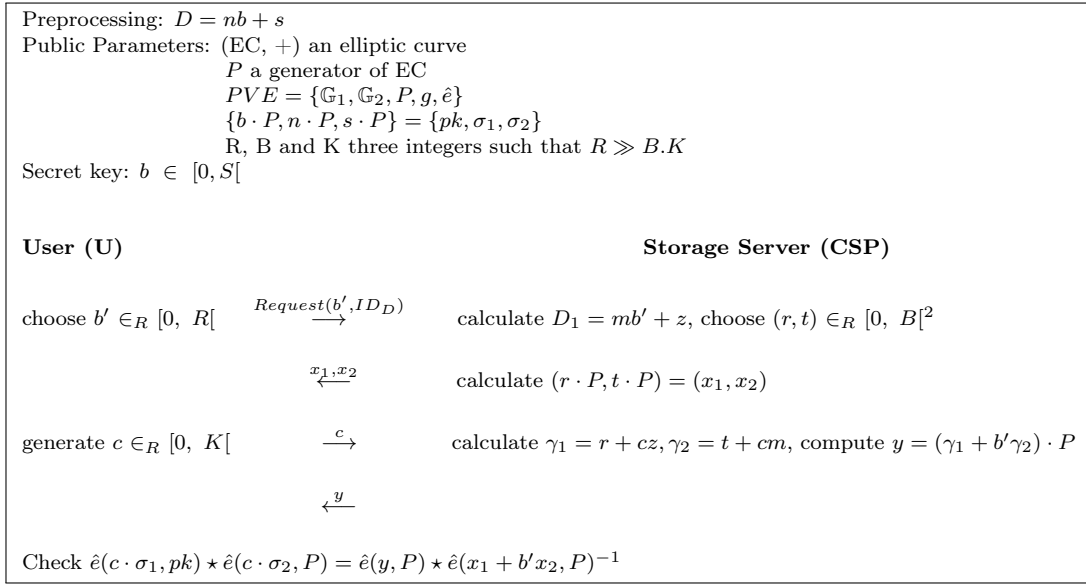 Preprocessing: D = nb + s
Public Parameters: (EC, +) an elliptic curve
P a generator of EC
PVE = {𝔾₁, 𝔾₂, P, g, ê}
{b · P, n · P, s · P} = {pk, σ₁, σ₂}
R, B and K three integers such that R ≫ B.K
Secret key: b ∈ [0, S[
User (U) Storage Server (CSP)
choose b′ ∈_R [0, R[ Request(b′,ID_D) ⟶ calculate D₁ = mb′ + z, choose (r, t) ∈_R [0, B[²
x₁,x₂ ⟵ calculate (r · P, t · P) = (x₁, x₂)
generate c ∈_R [0, K[ c ⟶ calculate γ₁ = r + cz, γ₂ = t + cm, compute y = (γ₁ + b′γ₂) · P
y ⟵
Check ê(c · σ₁, pk) ⋆ ê(c · σ₂, P) = ê(y, P) ⋆ ê(x₁ + b′x₂, P)⁻¹